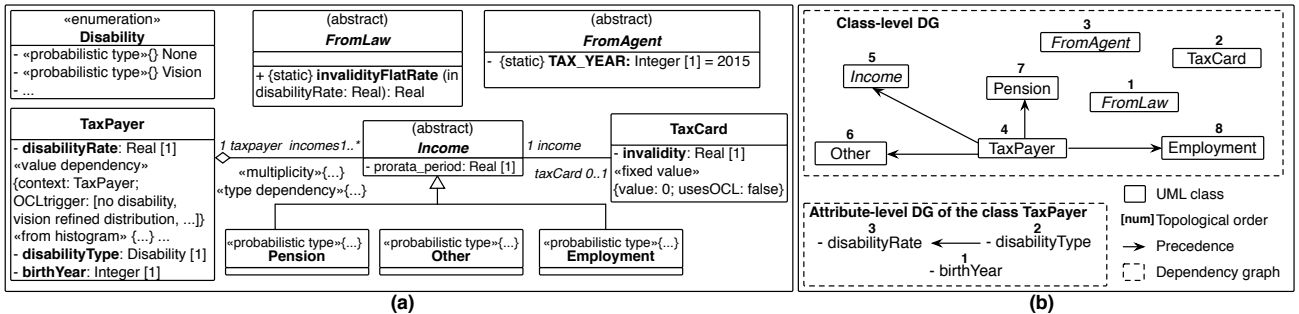 «enumeration»
Disability
- «probabilistic type»{} None
- «probabilistic type»{} Vision
- ...
(abstract)
FromLaw
+ {static} invalidityFlatRate (in
disabilityRate: Real): Real
(abstract)
FromAgent
- {static} TAX_YEAR: Integer [1] = 2015
TaxPayer
- disabilityRate: Real [1]
«value dependency»
{context: TaxPayer;
OCLtrigger: [no disability,
vision refined distribution, ...]}
«from histogram» {...} ...
- disabilityType: Disability [1]
- birthYear: Integer [1]
1 taxpayer incomes1..*
«multiplicity»{...}
«type dependency»{...}
(abstract)
Income
- prorata_period: Real [1]
1 income
taxCard 0..1
TaxCard
- invalidity: Real [1]
«fixed value»
{value: 0; usesOCL: false}
«probabilistic type»{...}
Pension
«probabilistic type»{...}
Other
«probabilistic type»{...}
Employment
(a)
Class-level DG
3
FromAgent
2
TaxCard
5
Income
7
Pension
1
FromLaw
6
Other
4
TaxPayer
8
Employment
Attribute-level DG of the class TaxPayer
3
- disabilityRate
2
- disabilityType
1
- birthYear
UML class
[num] Topological order
Precedence
Dependency graph
(b)